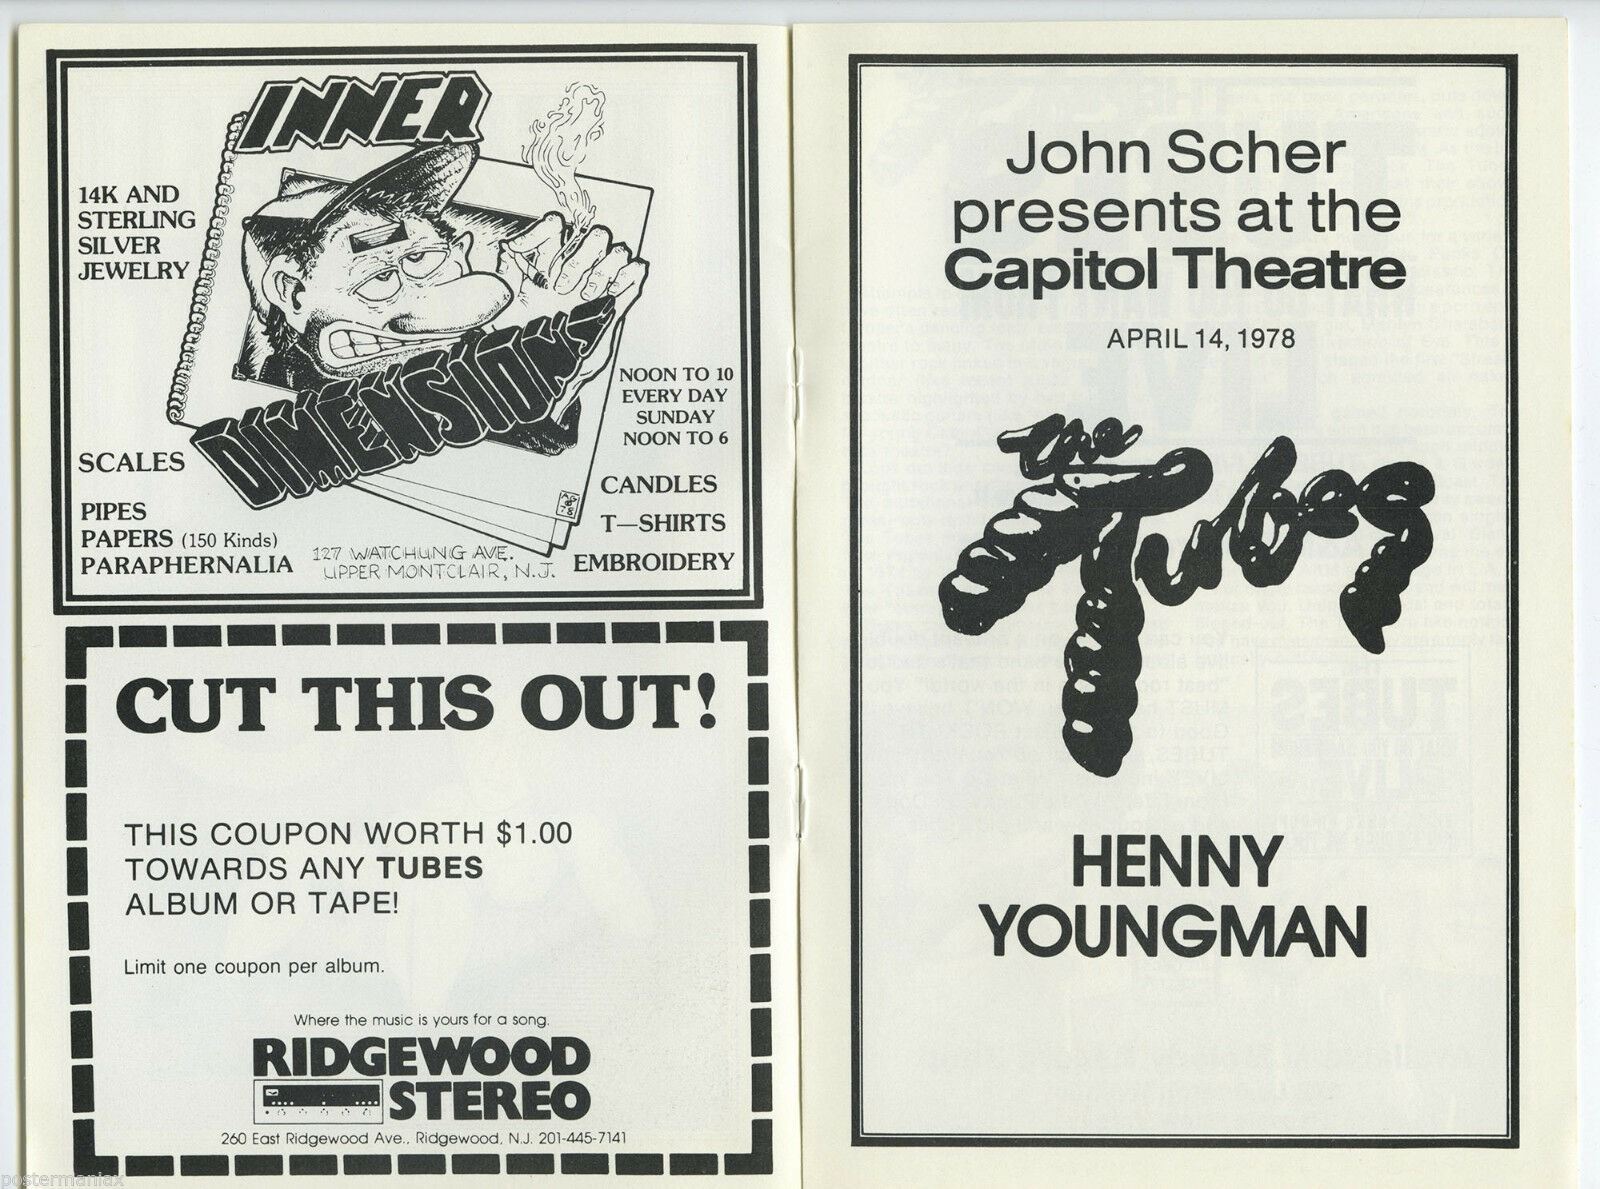 INNER
14K AND
STERLING
SILVER
JEWELRY
DIMENSIONS
NOON TO 10
EVERY DAY
SUNDAY
NOON TO 6
SCALES
PIPES
PAPERS (150 Kinds)
PARAPHERNALIA
127 WATCHUNG AVE.
UPPER MONTCLAIR, N.J.
CANDLES
T—SHIRTS
EMBROIDERY
CUT THIS OUT!
THIS COUPON WORTH $1.00
TOWARDS ANY TUBES
ALBUM OR TAPE!
Limit one coupon per album.
Where the music is yours for a song.
RIDGEWOOD
STEREO
260 East Ridgewood Ave., Ridgewood, N.J. 201-445-7141
postermaniax
John Scher
presents at the
Capitol Theatre
APRIL 14, 1978
the
Tubes
HENNY
YOUNGMAN